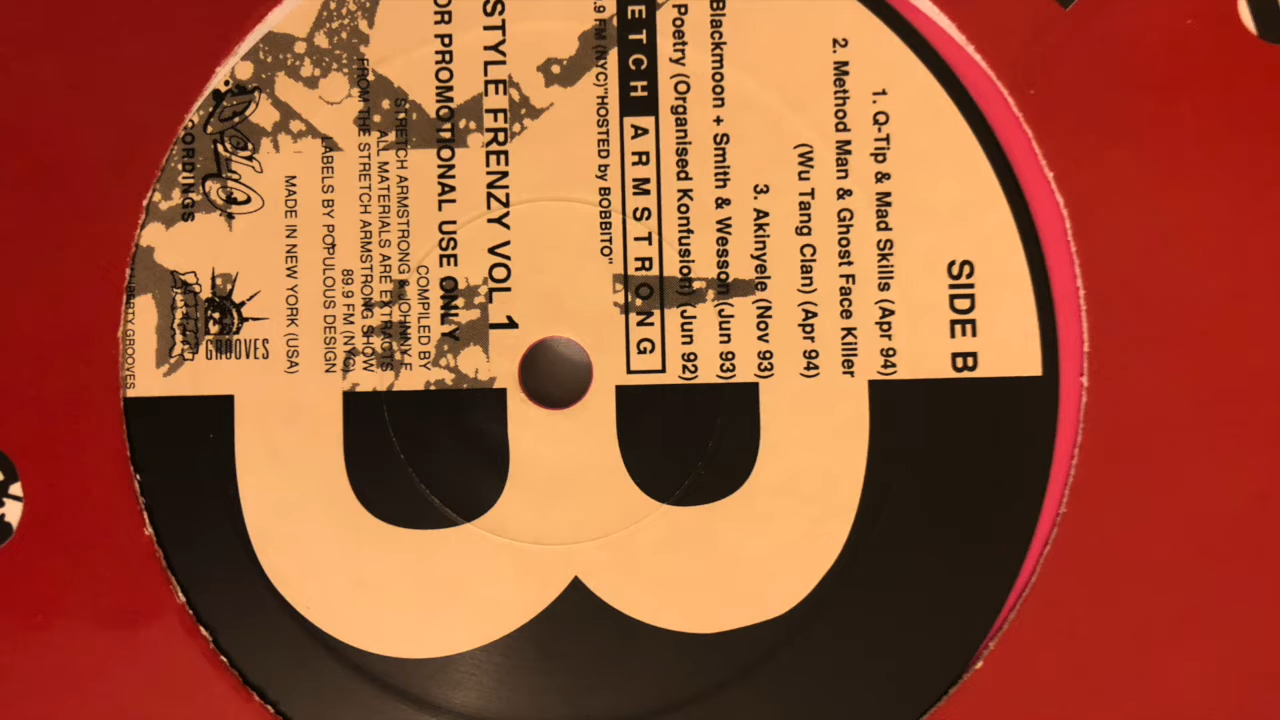 SIDE B
1. Q-Tip & Mad Skills (Apr 94)
2. Method Man & Ghost Face Killer
(Wu Tang Clan) (Apr 94)
3. Akinyele (Nov 93)
Blackmoon + Smith & Wesson (Jun 93)
Poetry (Organised Konfusion) (Jun 92)
ETCH ARMSTRONG
.9 FM (NYC) "HOSTED by BOBBITO"
STYLE FRENZY VOL 1
OR PROMOTIONAL USE ONLY
COMPILED BY
STRETCH ARMSTRONG & JOHNNY F
ALL MATERIALS ARE EXTRACTS
FROM THE STRETCH ARMSTRONG SHOW
89.9 FM (NYC)
LABELS BY POPULOUS DESIGN
MADE IN NEW YORK (USA)
DOLO
CORDINGS
GROOVES
LIBERTY GROOVES
B